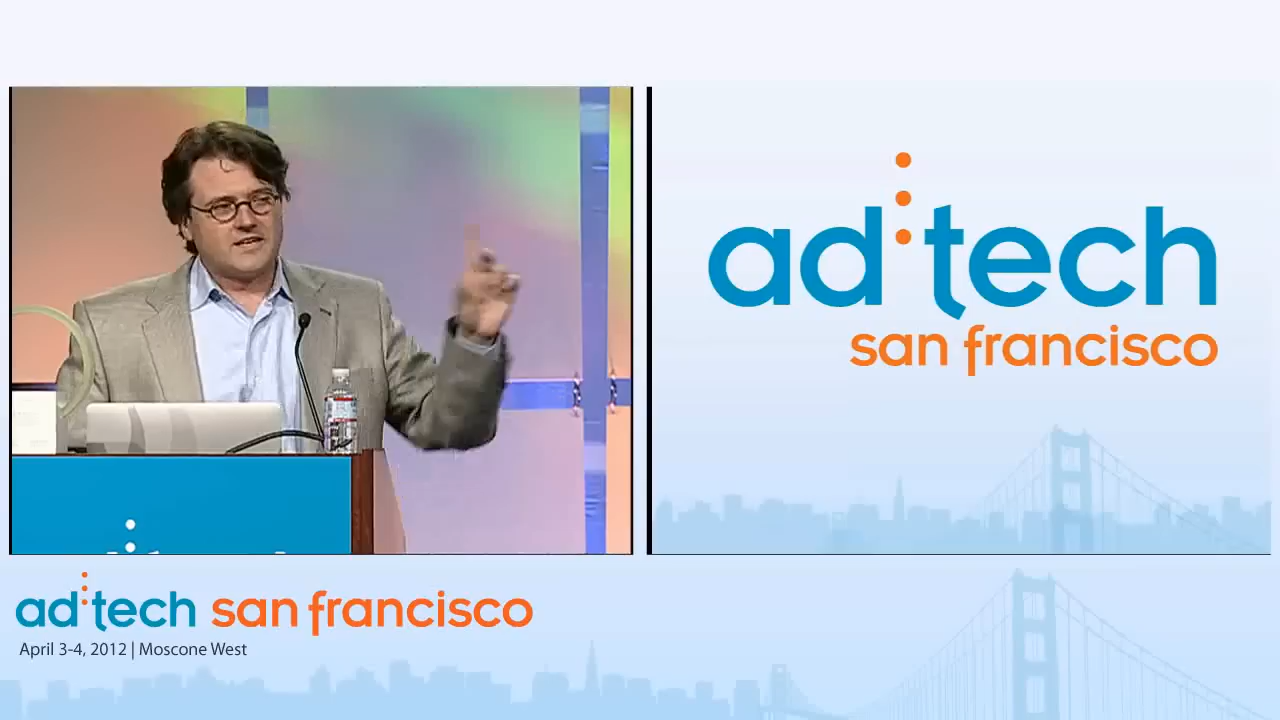 ad:tech
san francisco
ad:tech san francisco
April 3-4, 2012 | Moscone West